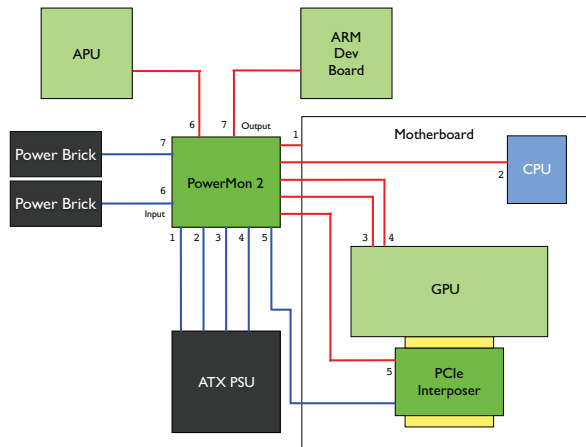 APU
ARM
Dev
Board
6
7
Output
1
Motherboard
7
Power Brick
PowerMon 2
2
CPU
6
Power Brick
Input
1
2
3
4
5
3
4
GPU
ATX PSU
5
PCIe
Interposer